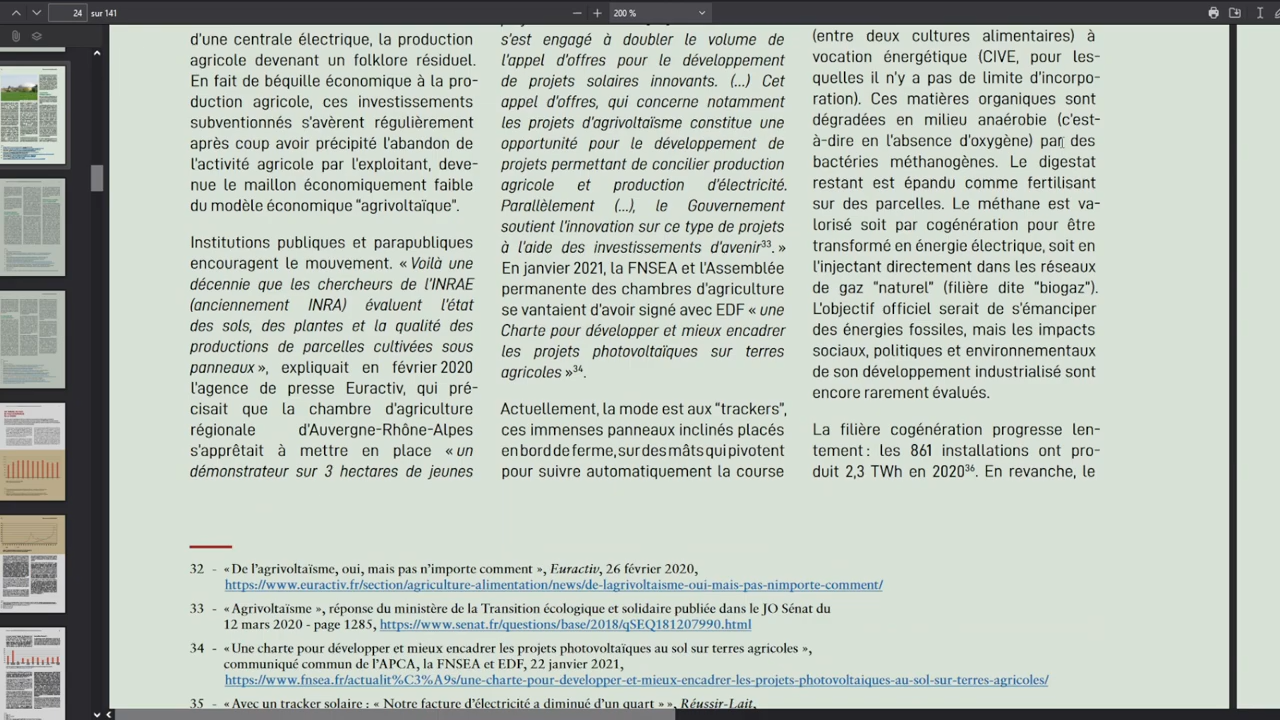 24 sur 141
200 %
d'une centrale électrique, la production
agricole devenant un folklore résiduel.
En fait de béquille économique à la pro-
duction agricole, ces investissements
subventionnés s'avèrent régulièrement
après coup avoir précipité l'abandon de
l'activité agricole par l'exploitant, deve-
nue le maillon économiquement faible
du modèle économique "agrivoltaïque".
Institutions publiques et parapubliques
encouragent le mouvement. « Voilà une
décennie que les chercheurs de l'INRAE
(anciennement INRA) évaluent l'état
des sols, des plantes et la qualité des
productions de parcelles cultivées sous
panneaux », expliquait en février 2020
l'agence de presse Euractiv, qui pré-
cisait que la chambre d'agriculture
régionale d'Auvergne-Rhône-Alpes
s'apprêtait à mettre en place « un
démonstrateur sur 3 hectares de jeunes
s'est engagé à doubler le volume de
l'appel d'offres pour le développement
de projets solaires innovants. (...) Cet
appel d'offres, qui concerne notamment
les projets d'agrivoltaïsme constitue une
opportunité pour le développement de
projets permettant de concilier production
agricole et production d'électricité.
Parallèlement (...), le Gouvernement
soutient l'innovation sur ce type de projets
à l'aide des investissements d'avenir³³. »
En janvier 2021, la FNSEA et l'Assemblée
permanente des chambres d'agriculture
se vantaient d'avoir signé avec EDF « une
Charte pour développer et mieux encadrer
les projets photovoltaïques sur terres
agricoles »³⁴.
Actuellement, la mode est aux "trackers",
ces immenses panneaux inclinés placés
en bord de ferme, sur des mâts qui pivotent
pour suivre automatiquement la course
(entre deux cultures alimentaires) à
vocation énergétique (CIVE, pour les-
quelles il n'y a pas de limite d'incorpo-
ration). Ces matières organiques sont
dégradées en milieu anaérobie (c'est-
à-dire en l'absence d'oxygène) par des
bactéries méthanogènes. Le digestat
restant est épandu comme fertilisant
sur des parcelles. Le méthane est va-
lorisé soit par cogénération pour être
transformé en énergie électrique, soit en
l'injectant directement dans les réseaux
de gaz "naturel" (filière dite "biogaz").
L'objectif officiel serait de s'émanciper
des énergies fossiles, mais les impacts
sociaux, politiques et environnementaux
de son développement industrialisé sont
encore rarement évalués.
La filière cogénération progresse len-
tement : les 861 installations ont pro-
duit 2,3 TWh en 2020³⁶. En revanche, le
32 - « De l'agrivoltaïsme, oui, mais pas n'importe comment », Euractiv, 26 février 2020,
https://www.euractiv.fr/section/agriculture-alimentation/news/de-lagrivoltaisme-oui-mais-pas-nimporte-comment/
33 - « Agrivoltaïsme », réponse du ministère de la Transition écologique et solidaire publiée dans le JO Sénat du
12 mars 2020 - page 1285, https://www.senat.fr/questions/base/2018/qSEQ181207990.html
34 - « Une charte pour développer et mieux encadrer les projets photovoltaïques au sol sur terres agricoles »,
communiqué commun de l'APCA, la FNSEA et EDF, 22 janvier 2021,
https://www.fnsea.fr/actualit%C3%A9s/une-charte-pour-developper-et-mieux-encadrer-les-projets-photovoltaiques-au-sol-sur-terres-agricoles/
35 - Avec un tracker solaire : « Notre facture d'électricité a diminué d'un quart » », Réussir-Lait,